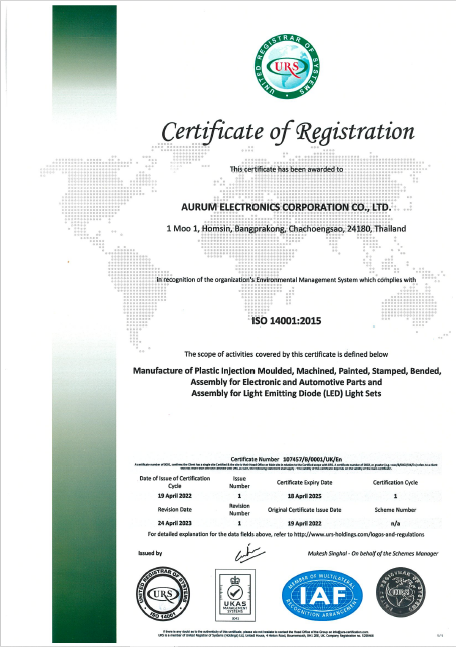 UNITED REGISTRAR OF SYSTEMS
URS
Certificate of Registration
This certificate has been awarded to
AURUM ELECTRONICS CORPORATION CO., LTD.
1 Moo 1, Homsin, Bangprakong, Chachoengsao, 24180, Thailand
in recognition of the organization's Environmental Management System which complies with
ISO 14001:2015
The scope of activities covered by this certificate is defined below
Manufacture of Plastic Injection Moulded, Machined, Painted, Stamped, Bended,
Assembly for Electronic and Automotive Parts and
Assembly for Light Emitting Diode (LED) Light Sets
Certificate Number 107457/B/0001/UK/En
Date of Issue of Certification Cycle Issue Number Certificate Expiry Date Certification Cycle
19 April 2022 1 18 April 2025 1
Revision Date Revision Number Original Certificate Issue Date Scheme Number
24 April 2023 1 19 April 2022 n/a
For detailed explanation for the data fields above, refer to http://www.urs-holdings.com/logos-and-regulations
Issued by
Mukesh Singhal - On behalf of the Schemes Manager
UNITED REGISTRAR OF SYSTEMS
URS
ISO 14001
UKAS
MANAGEMENT
SYSTEMS
MEMBER OF MULTILATERAL
IAF
RECOGNITION ARRANGEMENT
URS